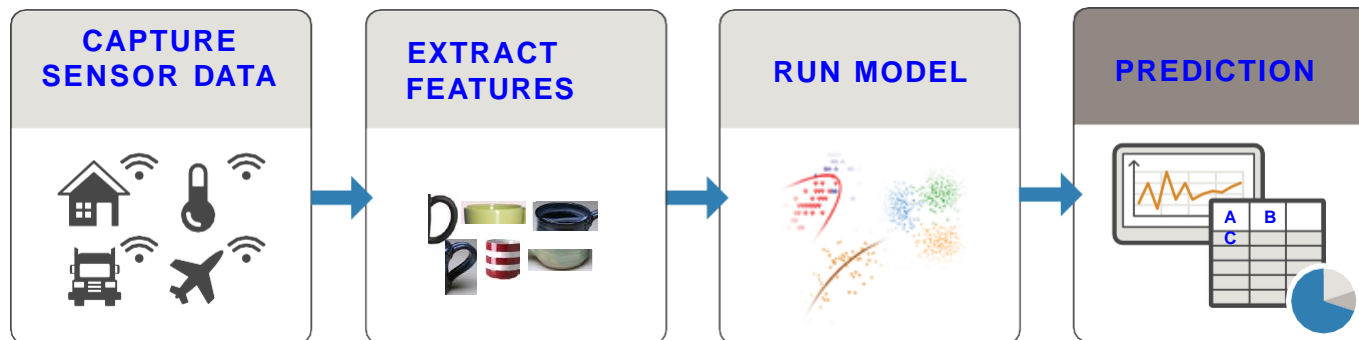 CAPTURE
SENSOR DATA
EXTRACT
FEATURES
RUN MODEL
PREDICTION
A B
C